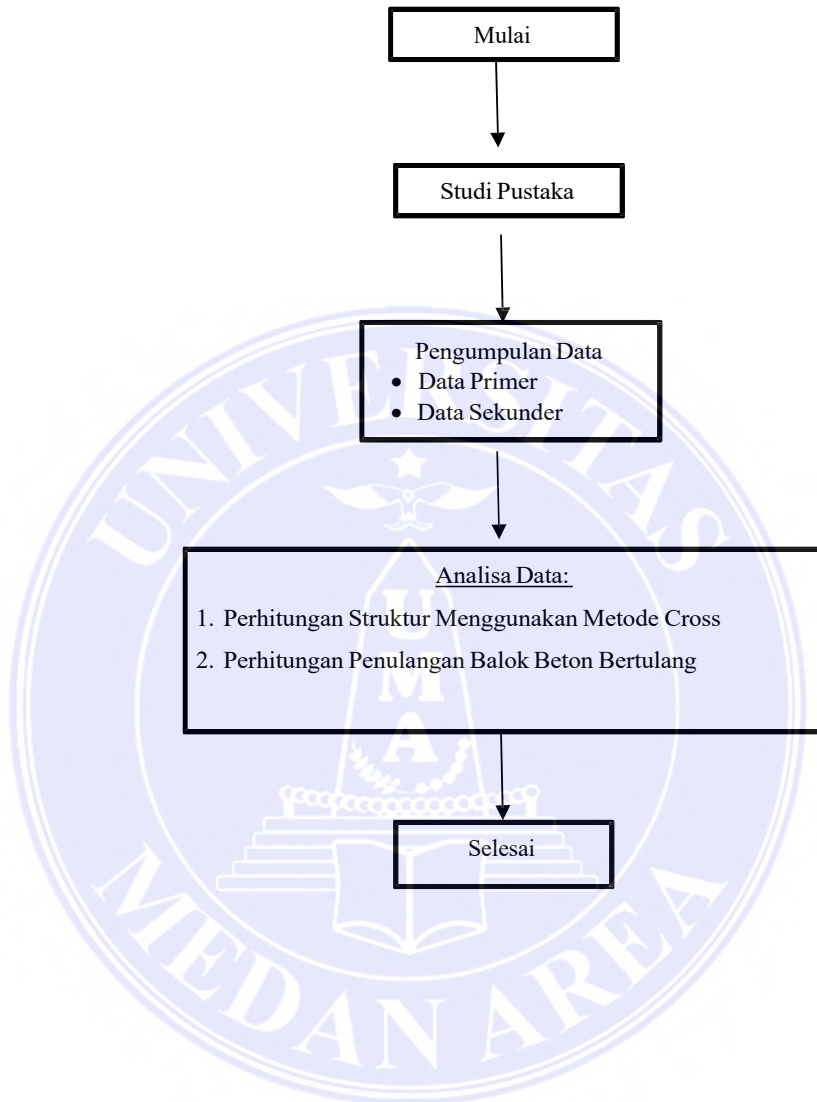 Mulai
Studi Pustaka
Pengumpulan Data
• Data Primer
• Data Sekunder
Analisa Data:
1. Perhitungan Struktur Menggunakan Metode Cross
2. Perhitungan Penulangan Balok Beton Bertulang
Selesai
UNIVERSITAS
UMA
MEDAN AREA